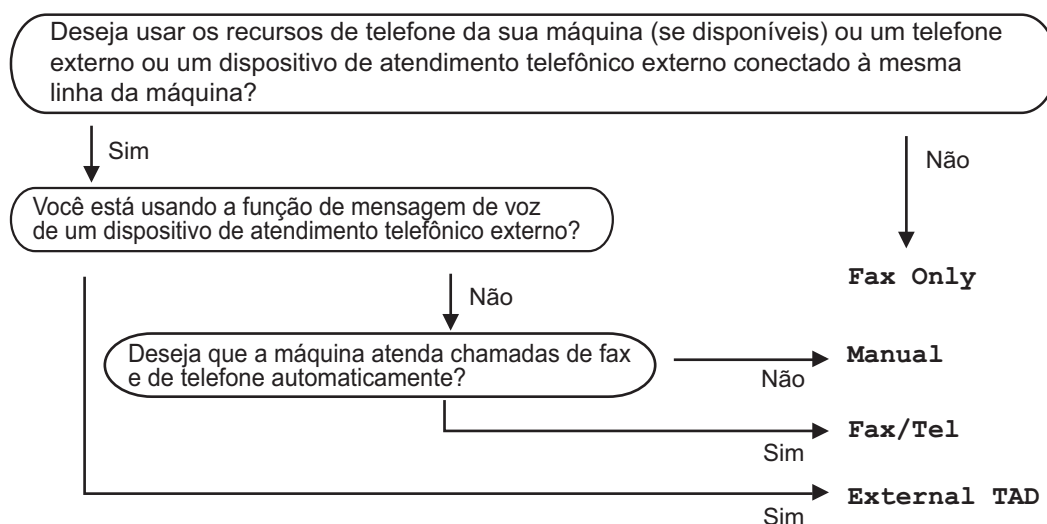 Deseja usar os recursos de telefone da sua máquina (se disponíveis) ou um telefone
externo ou um dispositivo de atendimento telefônico externo conectado à mesma
linha da máquina?
Sim
Não
Você está usando a função de mensagem de voz
de um dispositivo de atendimento telefônico externo?
Fax Only
Não
Deseja que a máquina atenda chamadas de fax
e de telefone automaticamente?
Não
Manual
Sim
Fax/Tel
Sim
External TAD